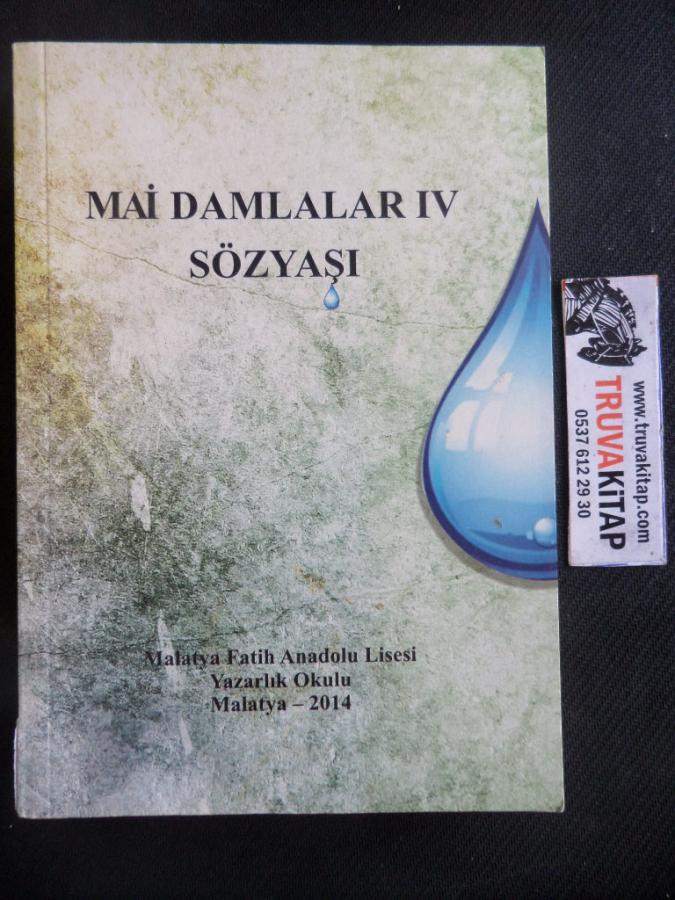 MAİ DAMLALAR IV
SÖZYAŞI
Malatya Fatih Anadolu Lisesi
Yazarlık Okulu
Malatya – 2014
www.truvakitap.com
TRUVAKİTAP
0537 612 29 30